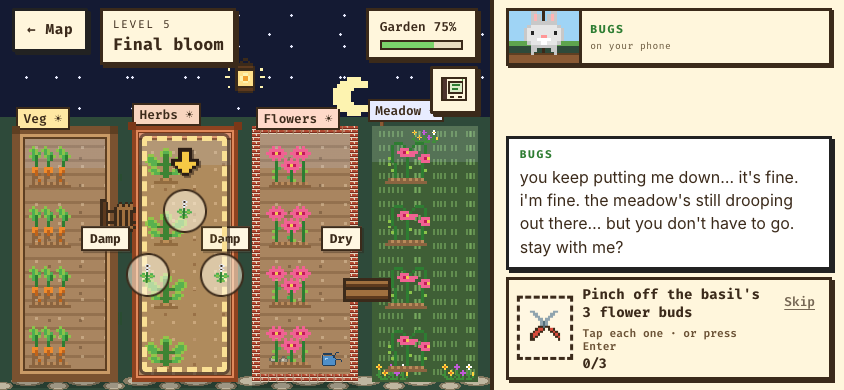 ← Map
LEVEL 5
Final bloom
Garden 75%
Veg ☀
Herbs ☀
Flowers ☀
Meadow
Damp
Damp
Dry
BUGS
on your phone
BUGS
you keep putting me down... it's fine.
i'm fine. the meadow's still drooping
out there... but you don't have to go.
stay with me?
Pinch off the basil's
3 flower buds
Skip
Tap each one · or press
Enter
0/3